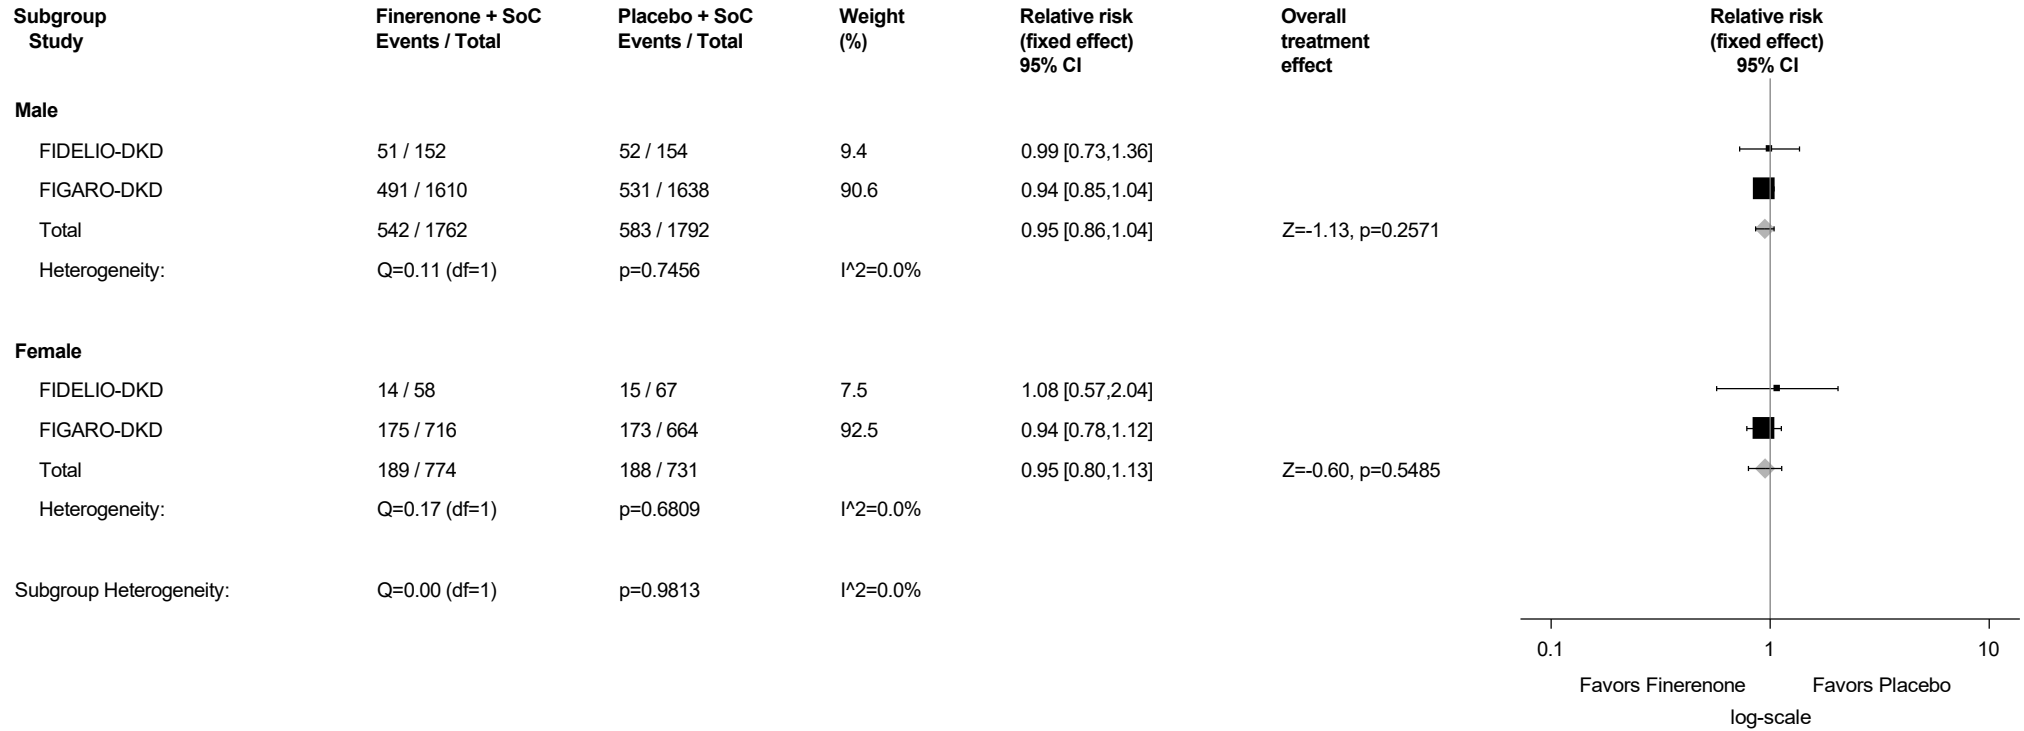 Subgroup Finerenone + SoC Placebo + SoC Weight Relative risk Overall Relative risk
Study Events / Total Events / Total (%) (fixed effect) treatment (fixed effect)
95% CI effect 95% CI
Male
FIDELIO-DKD 51 / 152 52 / 154 9.4 0.99 [0.73,1.36]
FIGARO-DKD 491 / 1610 531 / 1638 90.6 0.94 [0.85,1.04]
Total 542 / 1762 583 / 1792 0.95 [0.86,1.04] Z=-1.13, p=0.2571
Heterogeneity: Q=0.11 (df=1) p=0.7456 I^2=0.0%
Female
FIDELIO-DKD 14 / 58 15 / 67 7.5 1.08 [0.57,2.04]
FIGARO-DKD 175 / 716 173 / 664 92.5 0.94 [0.78,1.12]
Total 189 / 774 188 / 731 0.95 [0.80,1.13] Z=-0.60, p=0.5485
Heterogeneity: Q=0.17 (df=1) p=0.6809 I^2=0.0%
Subgroup Heterogeneity: Q=0.00 (df=1) p=0.9813 I^2=0.0%
0.1 1 10
Favors Finerenone Favors Placebo
log-scale